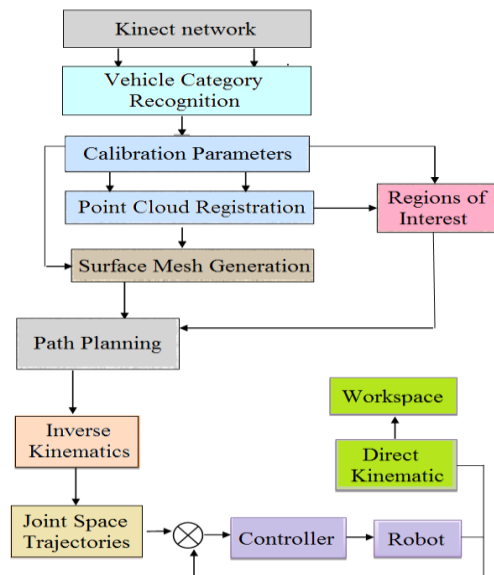 Kinect network
Vehicle Category
Recognition
Calibration Parameters
Point Cloud Registration
Regions of
Interest
Surface Mesh Generation
Path Planning
Workspace
Inverse
Kinematics
Direct
Kinematic
Joint Space
Trajectories
Controller
Robot